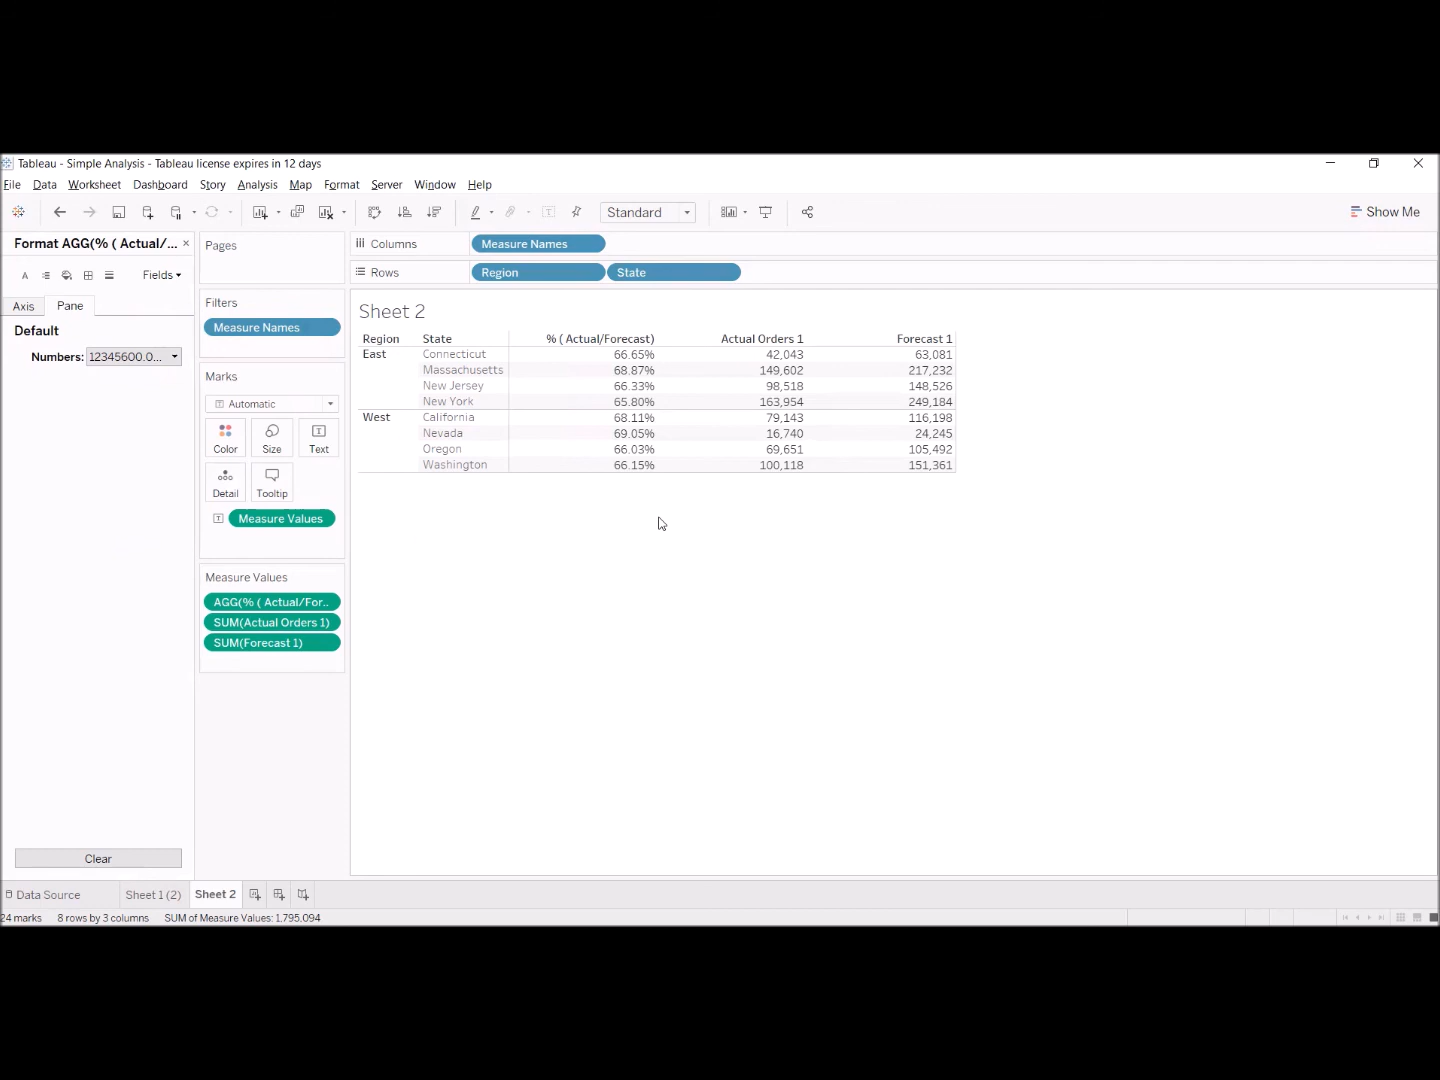 Tableau - Simple Analysis - Tableau license expires in 12 days
File Data Worksheet Dashboard Story Analysis Map Format Server Window Help
Standard
Show Me
Format AGG(% ( Actual/...
Fields
Axis Pane
Default
Numbers: 12345600.0...
Clear
Pages
Filters
Measure Names
Marks
Automatic
Color Size Text
Detail Tooltip
Measure Values
Measure Values
AGG(% ( Actual/For..
SUM(Actual Orders 1)
SUM(Forecast 1)
Columns Measure Names
Rows Region State
Sheet 2
Region State % ( Actual/Forecast) Actual Orders 1 Forecast 1
East Connecticut 66.65% 42,043 63,081
Massachusetts 68.87% 149,602 217,232
New Jersey 66.33% 98,518 148,526
New York 65.80% 163,954 249,184
West California 68.11% 79,143 116,198
Nevada 69.05% 16,740 24,245
Oregon 66.03% 69,651 105,492
Washington 66.15% 100,118 151,361
Data Source Sheet 1 (2) Sheet 2
24 marks 8 rows by 3 columns SUM of Measure Values: 1,795,094